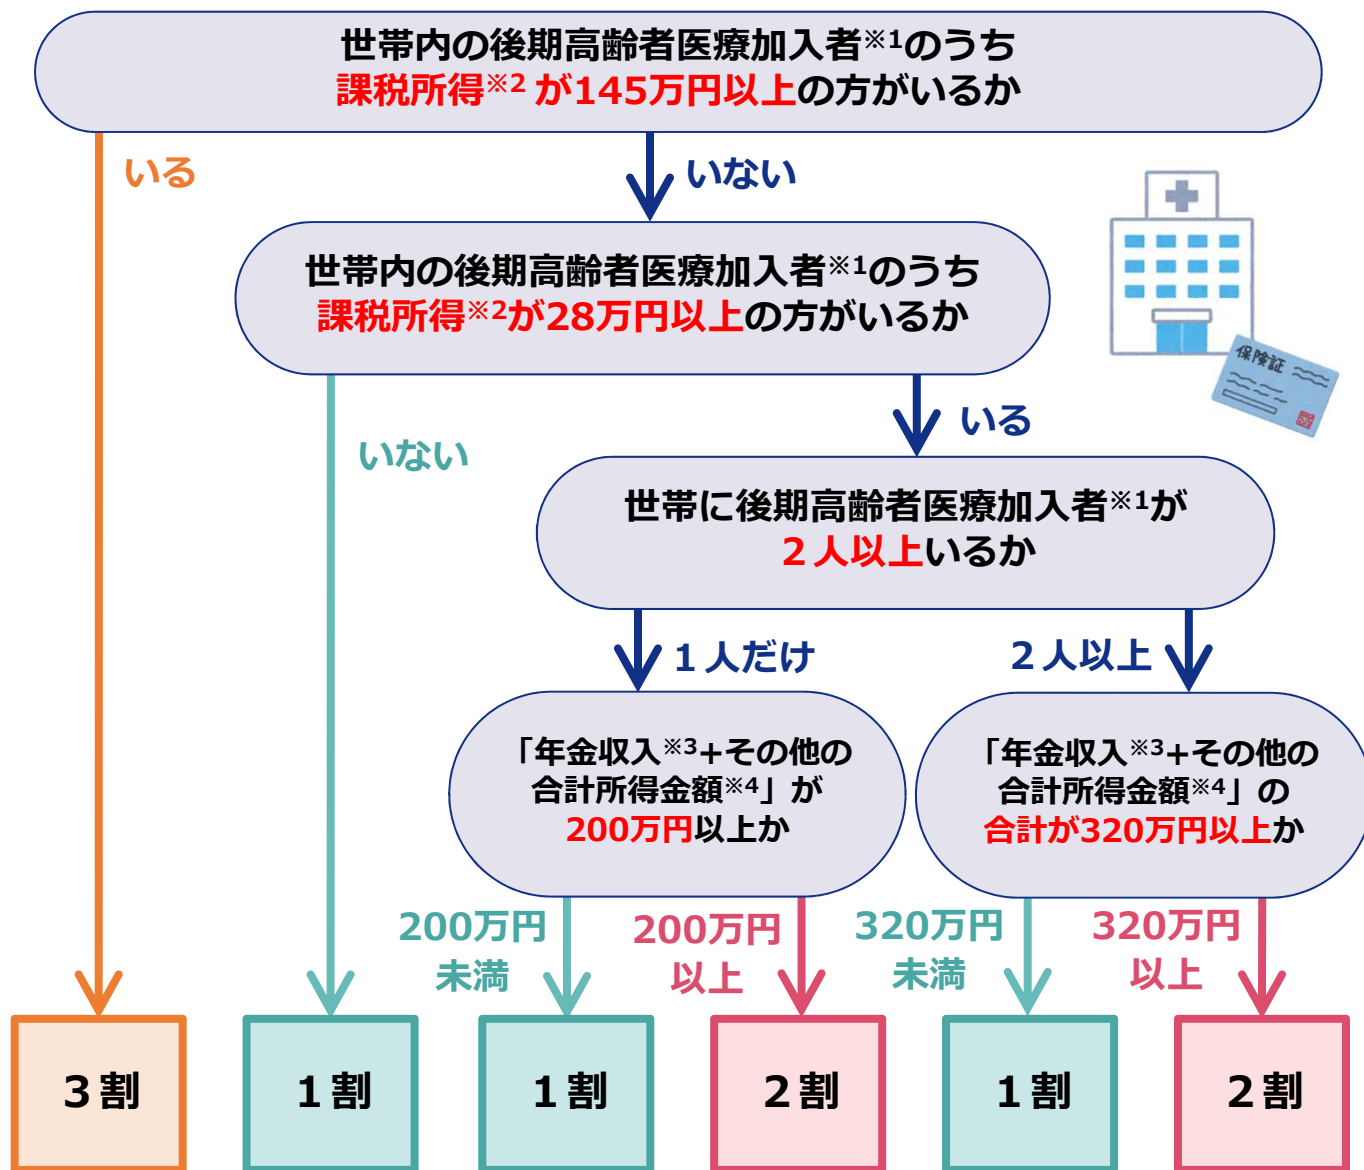 世帯内の後期高齢者医療加入者※1のうち
課税所得※2 が145万円以上の方がいるか
いる
いない
世帯内の後期高齢者医療加入者※1のうち
課税所得※2が28万円以上の方がいるか
保険証
いない
いる
世帯に後期高齢者医療加入者※1が
２人以上いるか
１人だけ
２人以上
「年金収入※3+その他の
合計所得金額※4」が
200万円以上か
「年金収入※3+その他の
合計所得金額※4」の
合計が320万円以上か
200万円
未満
200万円
以上
320万円
未満
320万円
以上
３割
１割
１割
２割
１割
２割